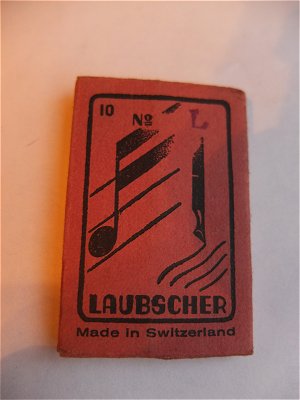 10
No L
LAUBSCHER
Made in Switzerland